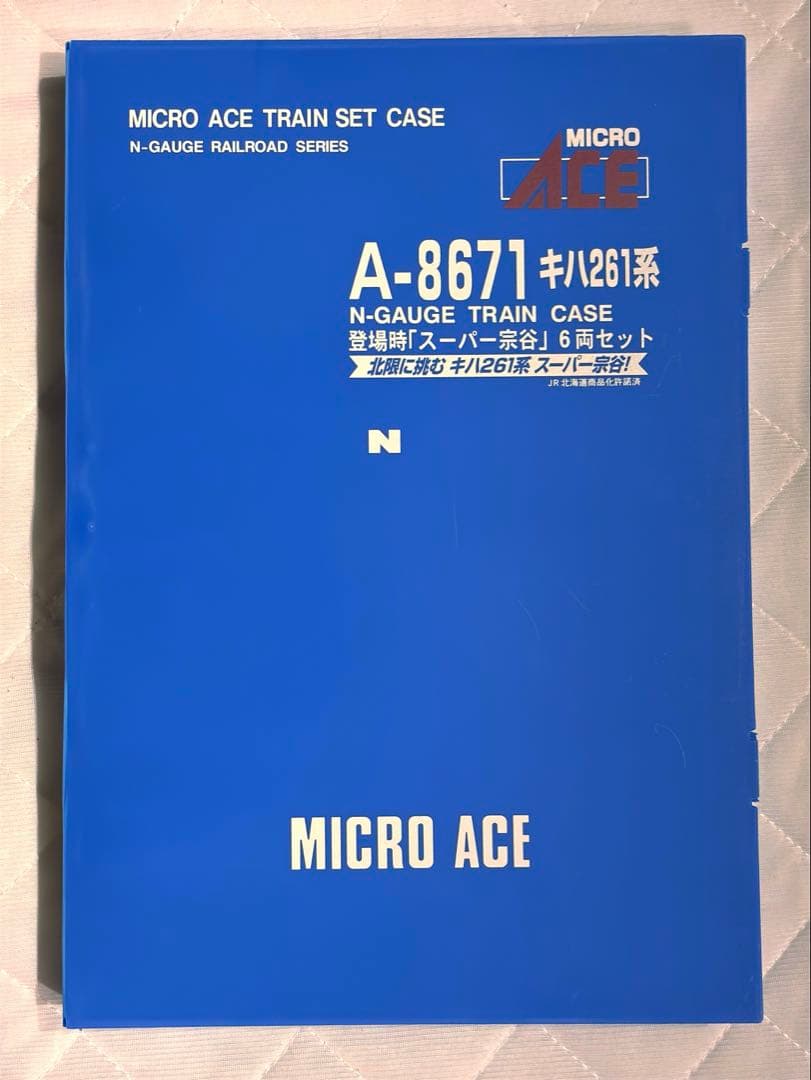 MICRO ACE TRAIN SET CASE
N-GAUGE RAILROAD SERIES
MICRO
ACE
A-8671 キハ261系
N-GAUGE TRAIN CASE
登場時「スーパー宗谷」6両セット
北限に挑む キハ261系 スーパー宗谷!
JR北海道商品化許諾済
N
MICRO ACE